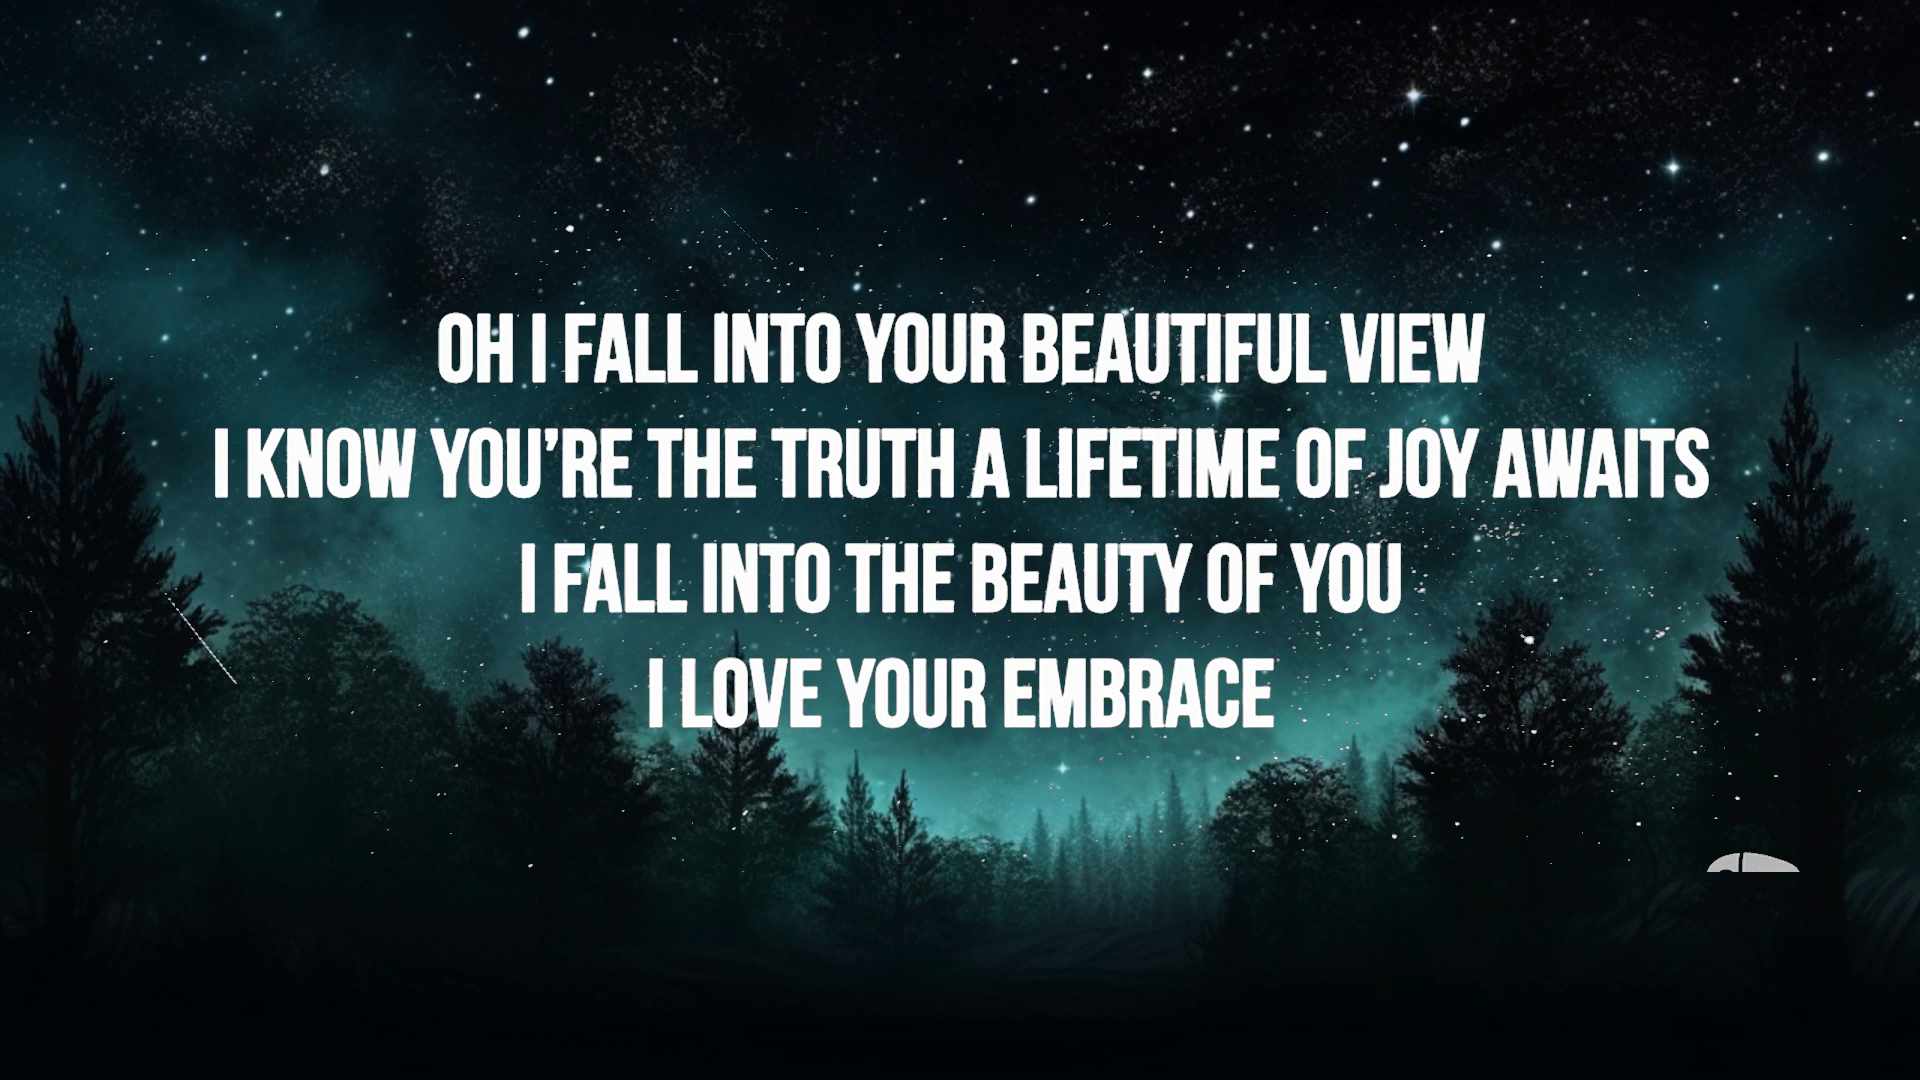 OH I FALL INTO YOUR BEAUTIFUL VIEW
I KNOW YOU’RE THE TRUTH A LIFETIME OF JOY AWAITS
I FALL INTO THE BEAUTY OF YOU
I LOVE YOUR EMBRACE